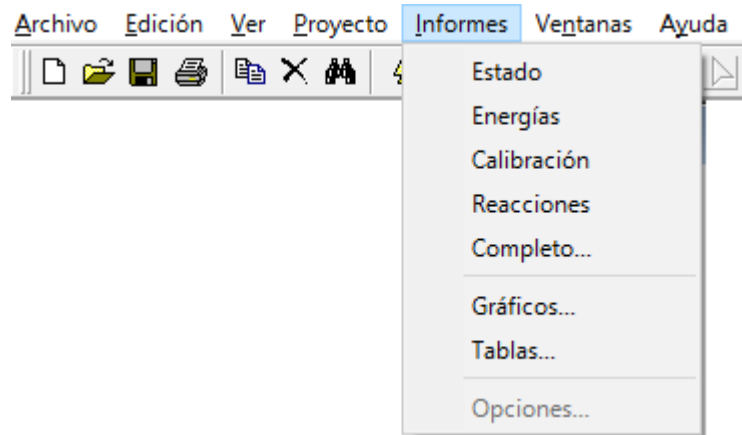 Archivo Edición Ver Proyecto Informes Ventanas Ayuda
Estado
Energías
Calibración
Reacciones
Completo...
Gráficos...
Tablas...
Opciones...